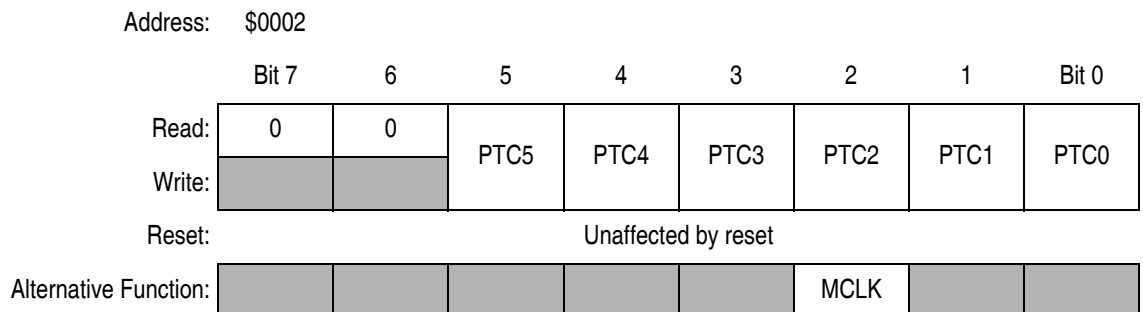 Address: $0002
Bit 7 6 5 4 3 2 1 Bit 0
Read: 0 0 PTC5 PTC4 PTC3 PTC2 PTC1 PTC0
Write:
Reset: Unaffected by reset
Alternative Function: MCLK